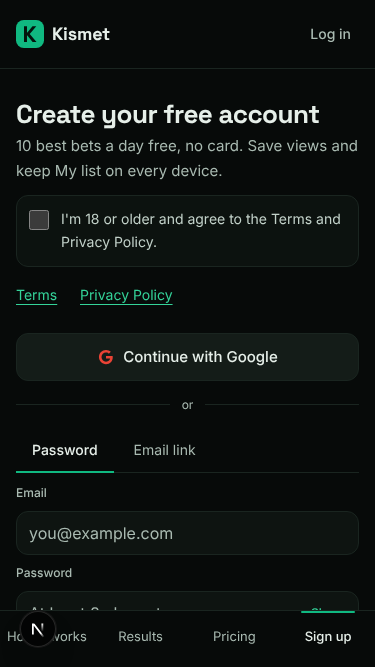 K Kismet
Log in
Create your free account
10 best bets a day free, no card. Save views and
keep My list on every device.
I'm 18 or older and agree to the Terms and
Privacy Policy.
Terms Privacy Policy
G Continue with Google
or
Password Email link
Email
you@example.com
Password
N
works Results Pricing Sign up